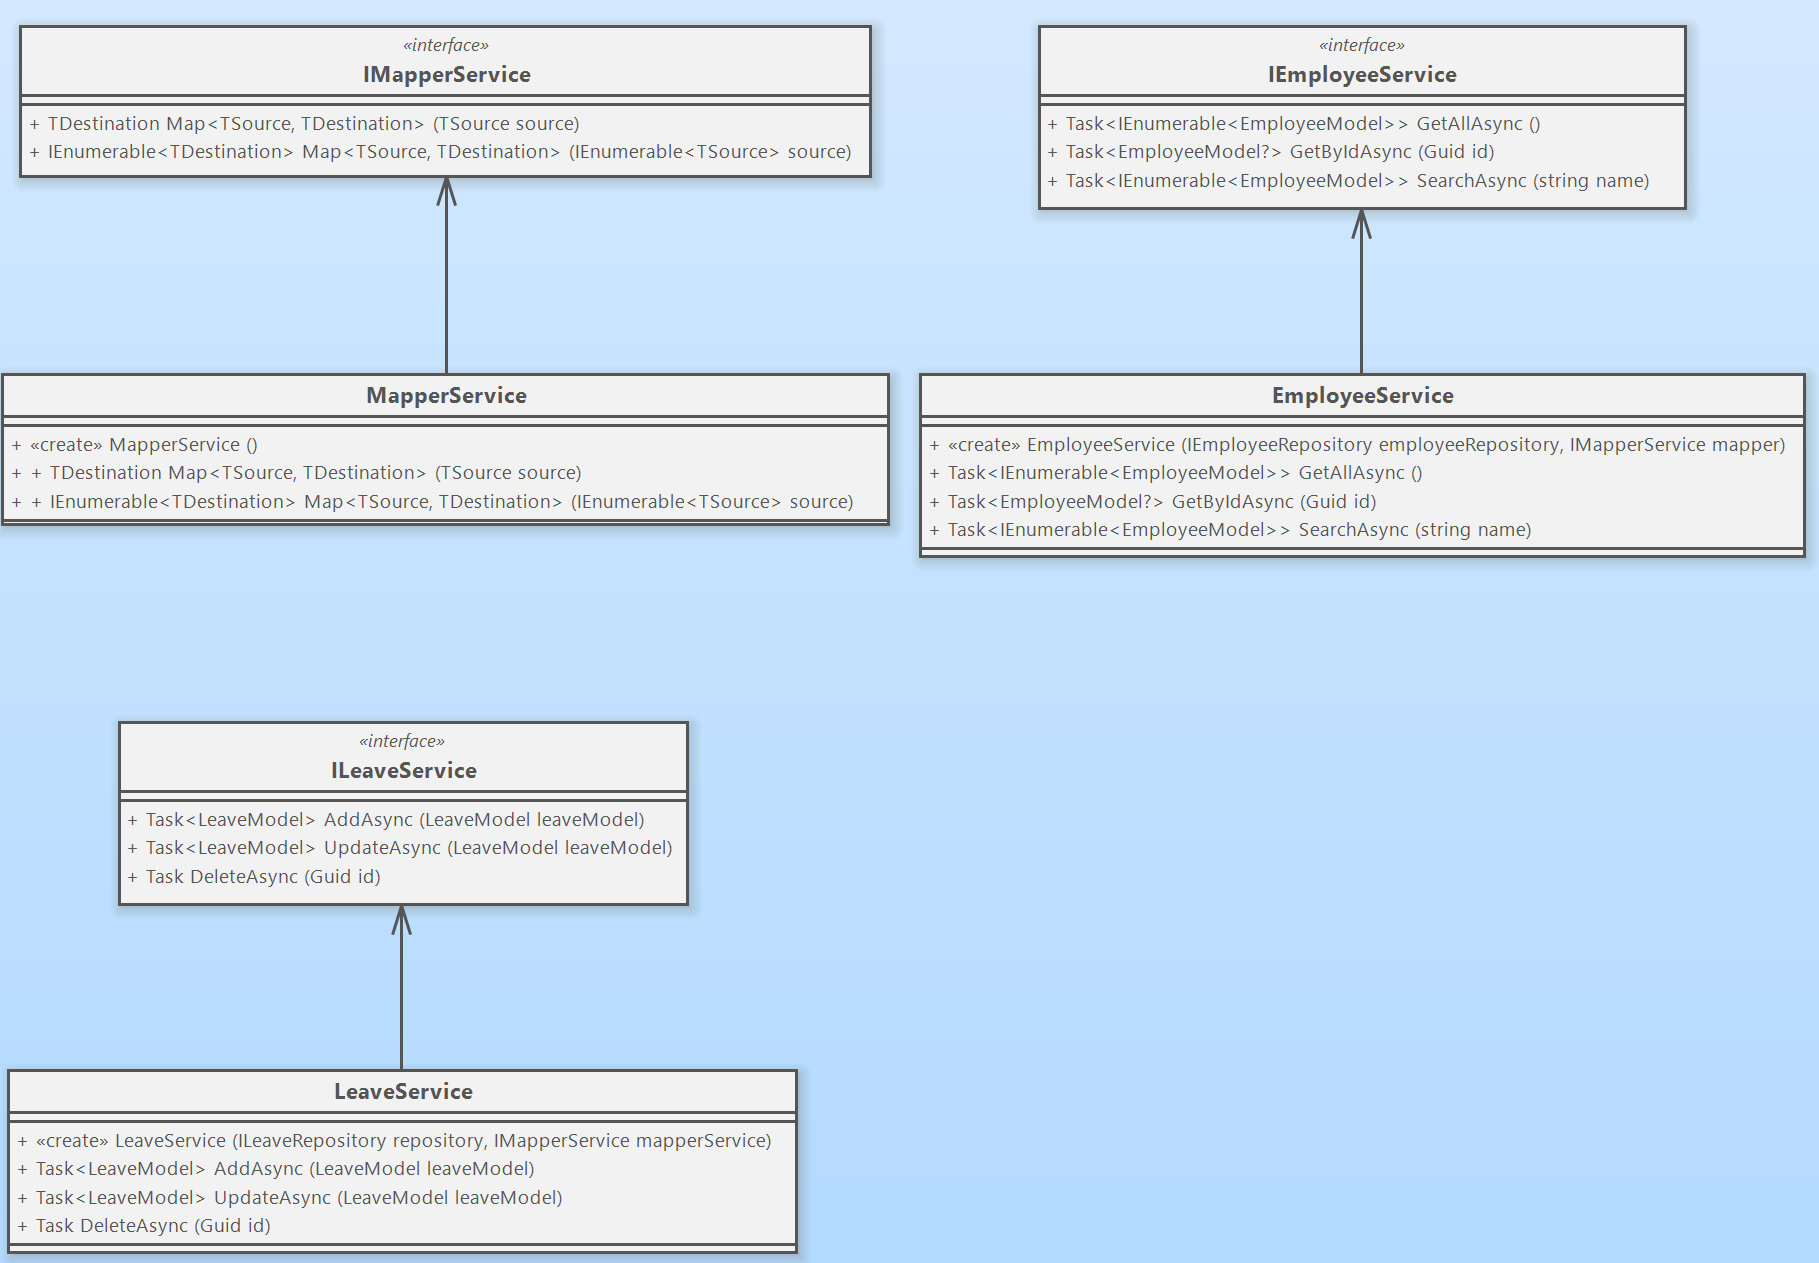 «interface»
IMapperService
+ TDestination Map<TSource, TDestination> (TSource source)
+ IEnumerable<TDestination> Map<TSource, TDestination> (IEnumerable<TSource> source)
«interface»
IEmployeeService
+ Task<IEnumerable<EmployeeModel>> GetAllAsync ()
+ Task<EmployeeModel?> GetByIdAsync (Guid id)
+ Task<IEnumerable<EmployeeModel>> SearchAsync (string name)
MapperService
+ «create» MapperService ()
+ + TDestination Map<TSource, TDestination> (TSource source)
+ + IEnumerable<TDestination> Map<TSource, TDestination> (IEnumerable<TSource> source)
EmployeeService
+ «create» EmployeeService (IEmployeeRepository employeeRepository, IMapperService mapper)
+ Task<IEnumerable<EmployeeModel>> GetAllAsync ()
+ Task<EmployeeModel?> GetByIdAsync (Guid id)
+ Task<IEnumerable<EmployeeModel>> SearchAsync (string name)
«interface»
ILeaveService
+ Task<LeaveModel> AddAsync (LeaveModel leaveModel)
+ Task<LeaveModel> UpdateAsync (LeaveModel leaveModel)
+ Task DeleteAsync (Guid id)
LeaveService
+ «create» LeaveService (ILeaveRepository repository, IMapperService mapperService)
+ Task<LeaveModel> AddAsync (LeaveModel leaveModel)
+ Task<LeaveModel> UpdateAsync (LeaveModel leaveModel)
+ Task DeleteAsync (Guid id)